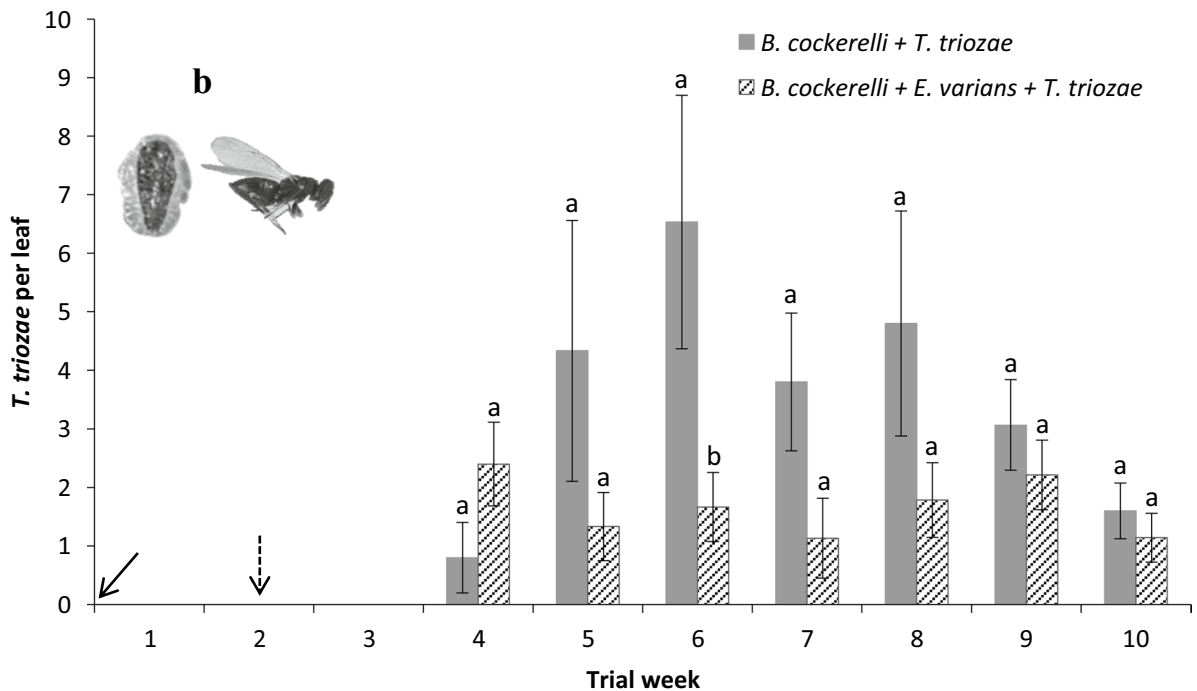 10
9
8
7
6
5
4
3
2
1
0
T. triozae per leaf
b
B. cockerelli + T. triozae
B. cockerelli + E. varians + T. triozae
a a
a a
a b
a a
a a
a a
a a
1 2 3 4 5 6 7 8 9 10
Trial week